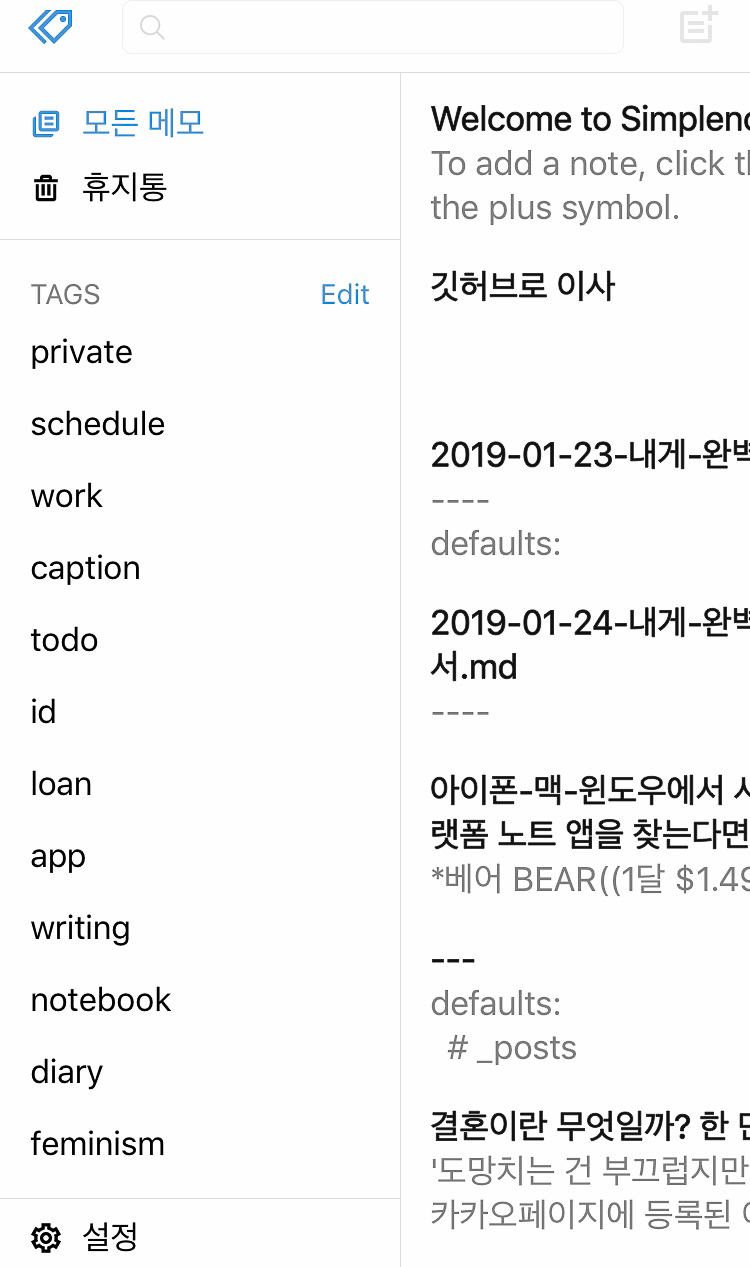 모든 메모
휴지통
TAGS Edit
private
schedule
work
caption
todo
id
loan
app
writing
notebook
diary
feminism
설정
Welcome to
To add a note, click
the plus symbol.
깃허브로 이사
2019-01-23-내게-
----
defaults:
2019-01-24-내게-
서.md
----
아이폰-맥-윈도우에서
랫폼 노트 앱을 찾는다면
*베어 BEAR((1달 $1.49
---
defaults:
# _posts
결혼이란 무엇일까? 한
'도망치는 건 부끄럽지만
카카오페이지에 등록된